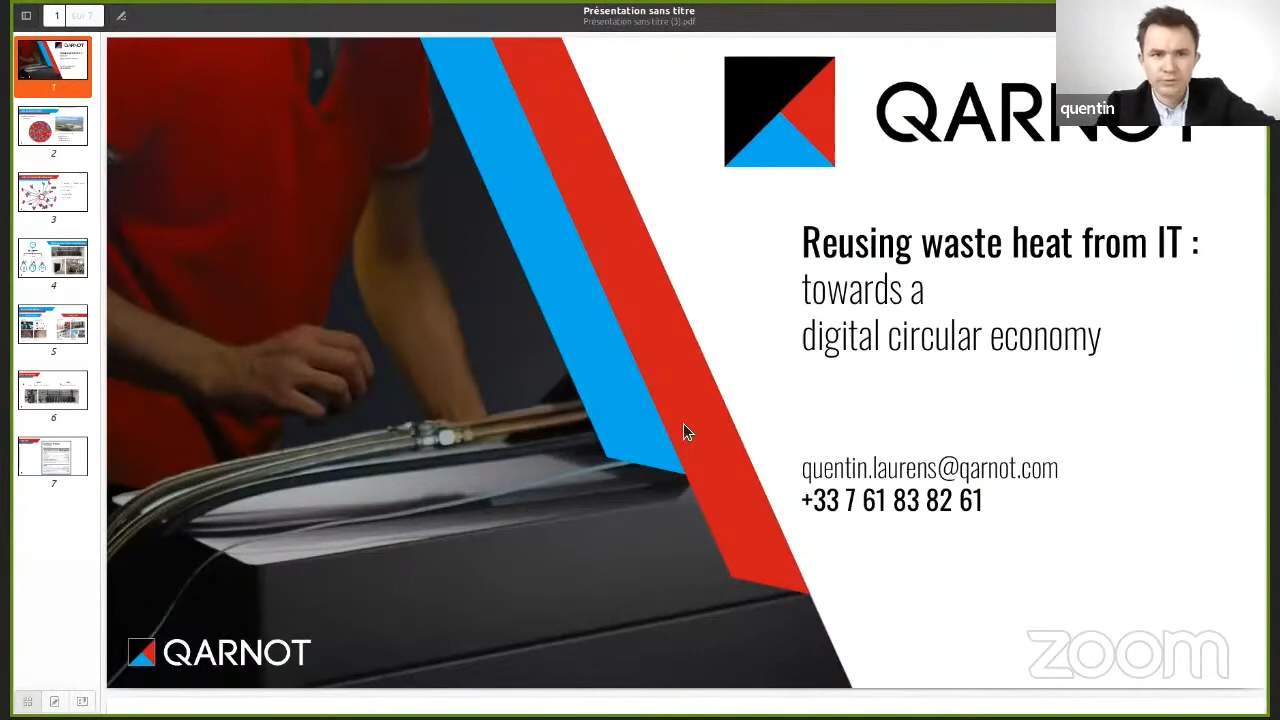 1 sur 7
Présentation sans titre
Présentation sans titre (3).pdf
quentin
QARNOT
Reusing waste heat from IT :
towards a
digital circular economy
quentin.laurens@qarnot.com
+33 7 61 83 82 61
QARNOT
zoom
1
2
3
4
5
6
7